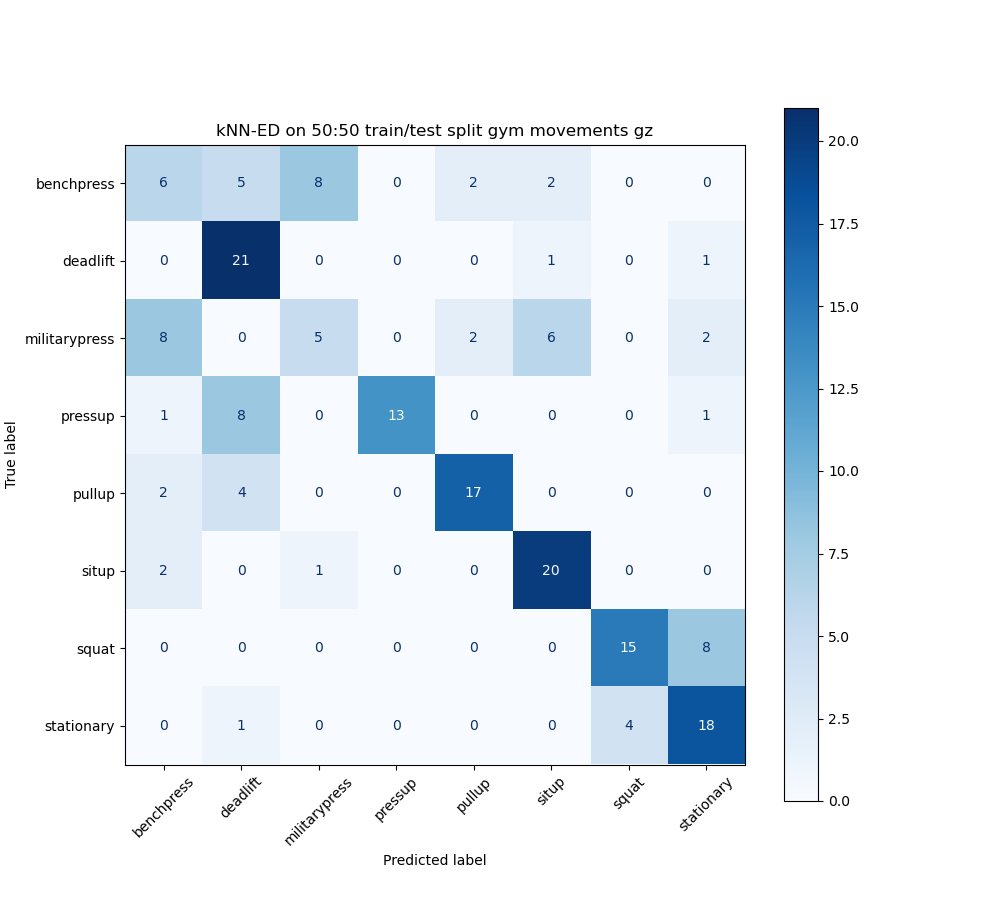 kNN-ED on 50:50 train/test split gym movements gz
True label
benchpress 6 5 8 0 2 2 0 0
deadlift 0 21 0 0 0 1 0 1
militarypress 8 0 5 0 2 6 0 2
pressup 1 8 0 13 0 0 0 1
pullup 2 4 0 0 17 0 0 0
situp 2 0 1 0 0 20 0 0
squat 0 0 0 0 0 0 15 8
stationary 0 1 0 0 0 0 4 18
benchpress deadlift militarypress pressup pullup situp squat stationary
Predicted label
20.0
17.5
15.0
12.5
10.0
7.5
5.0
2.5
0.0